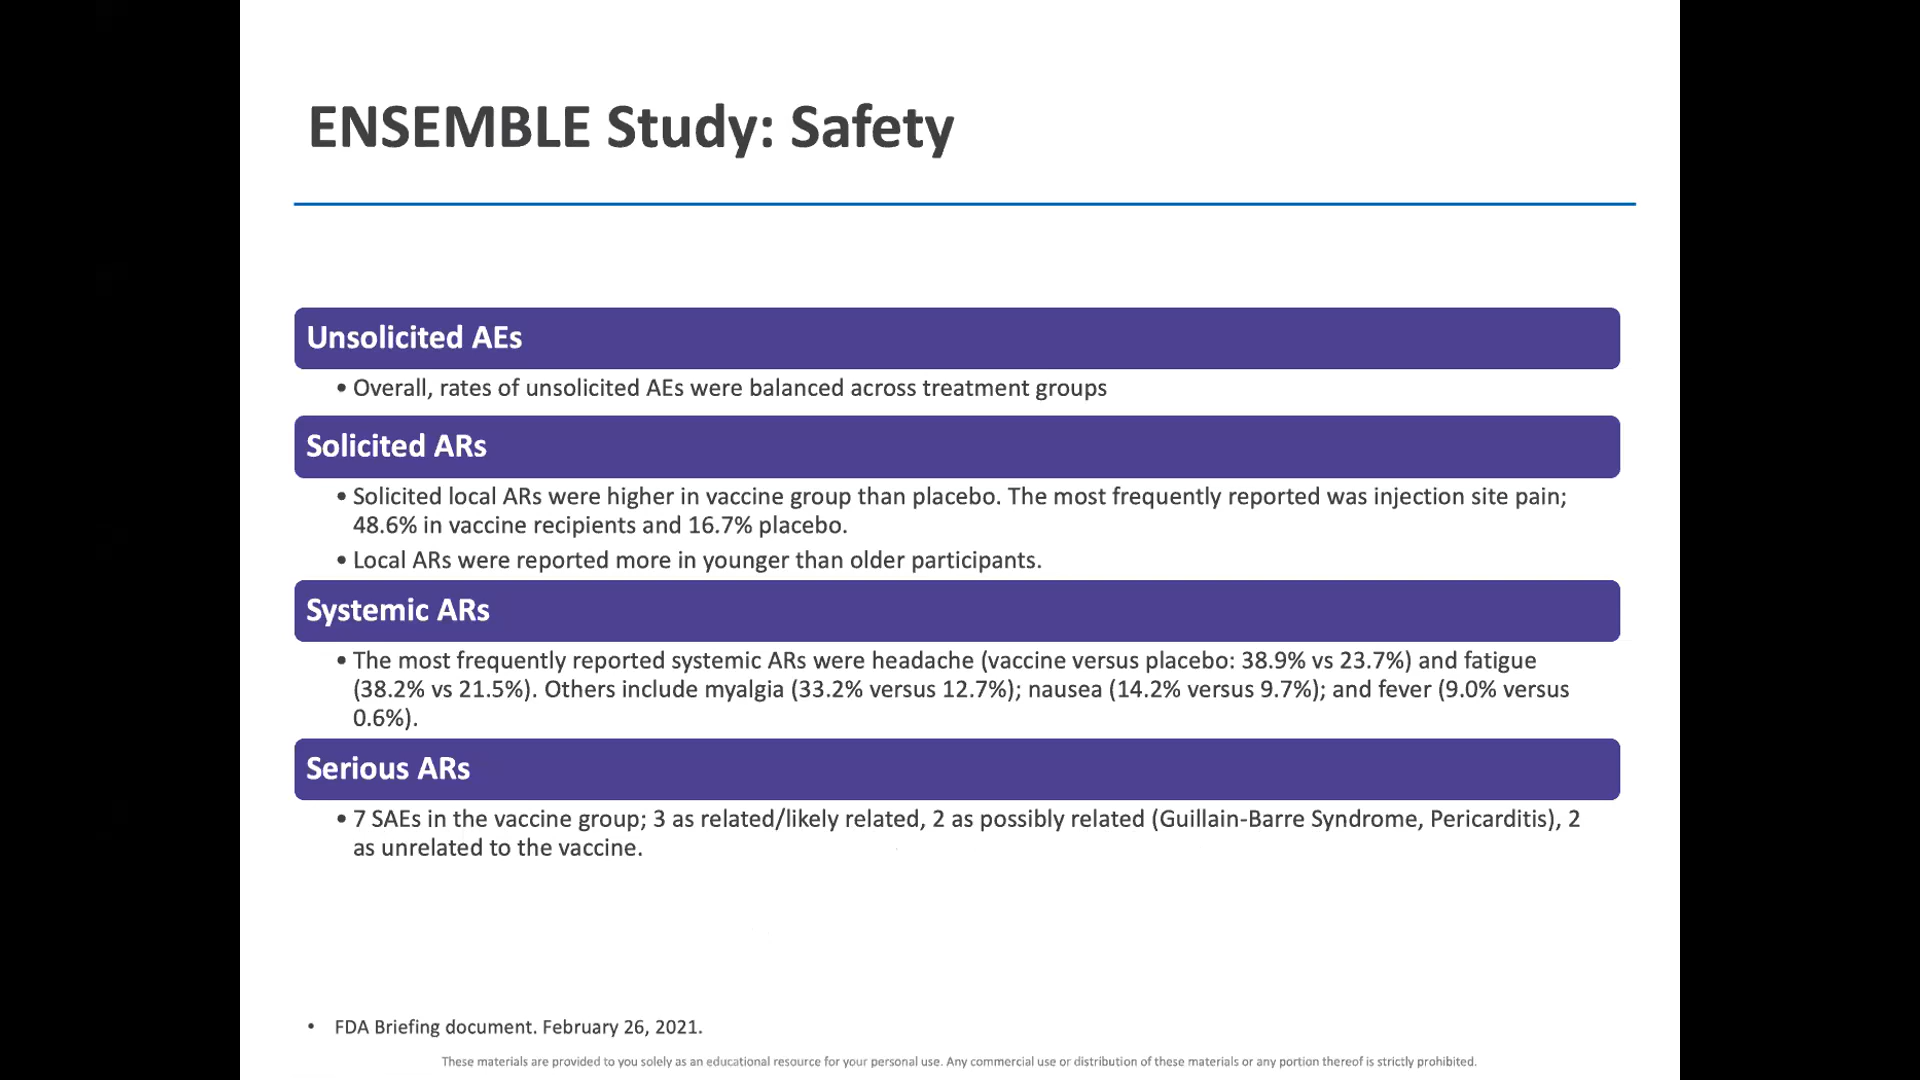 ENSEMBLE Study: Safety
Unsolicited AEs
• Overall, rates of unsolicited AEs were balanced across treatment groups
Solicited ARs
• Solicited local ARs were higher in vaccine group than placebo. The most frequently reported was injection site pain;
48.6% in vaccine recipients and 16.7% placebo.
• Local ARs were reported more in younger than older participants.
Systemic ARs
• The most frequently reported systemic ARs were headache (vaccine versus placebo: 38.9% vs 23.7%) and fatigue
(38.2% vs 21.5%). Others include myalgia (33.2% versus 12.7%); nausea (14.2% versus 9.7%); and fever (9.0% versus
0.6%).
Serious ARs
• 7 SAEs in the vaccine group; 3 as related/likely related, 2 as possibly related (Guillain-Barre Syndrome, Pericarditis), 2
as unrelated to the vaccine.
• FDA Briefing document. February 26, 2021.
These materials are provided to you solely as an educational resource for your personal use. Any commercial use or distribution of these materials or any portion thereof is strictly prohibited.